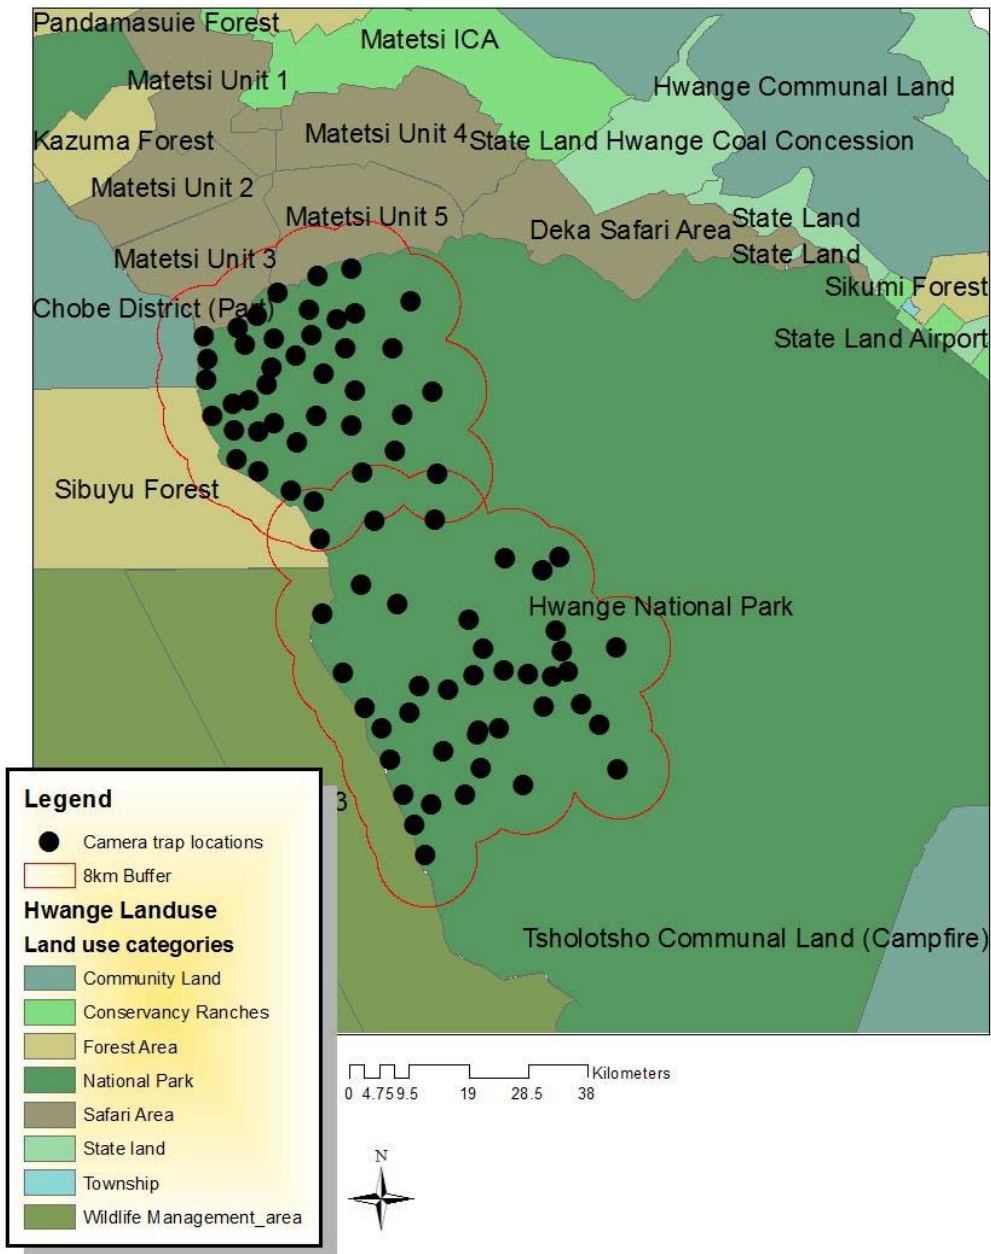 Pandamasuie Forest
Matetsi ICA
Matetsi Unit 1
Hwange Communal Land
Kazuma Forest
Matetsi Unit 4
State Land Hwange Coal Concession
Matetsi Unit 2
Matetsi Unit 5
Deka Safari Area
State Land
State Land
Matetsi Unit 3
Sikumi Forest
Chobe District (Part)
State Land Airport
Sibuyu Forest
Hwange National Park
3
Tsholotsho Communal Land (Campfire)
Legend
Camera trap locations
8km Buffer
Hwange Landuse
Land use categories
Community Land
Conservancy Ranches
Forest Area
National Park
Safari Area
State land
Township
Wildlife Management_area
Kilometers
0 4.75 9.5 19 28.5 38
N